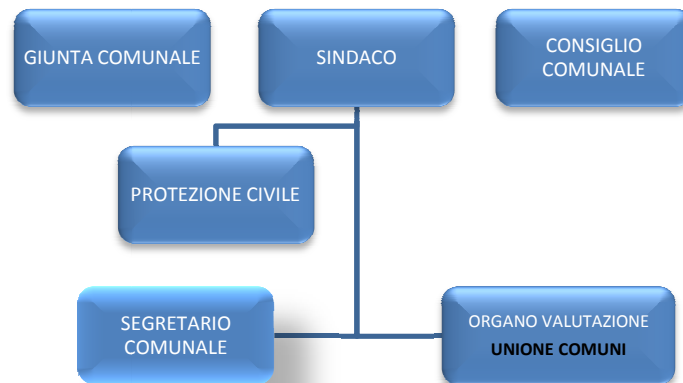 GIUNTA COMUNALE
SINDACO
CONSIGLIO
COMUNALE
PROTEZIONE CIVILE
SEGRETARIO
COMUNALE
ORGANO VALUTAZIONE
UNIONE COMUNI